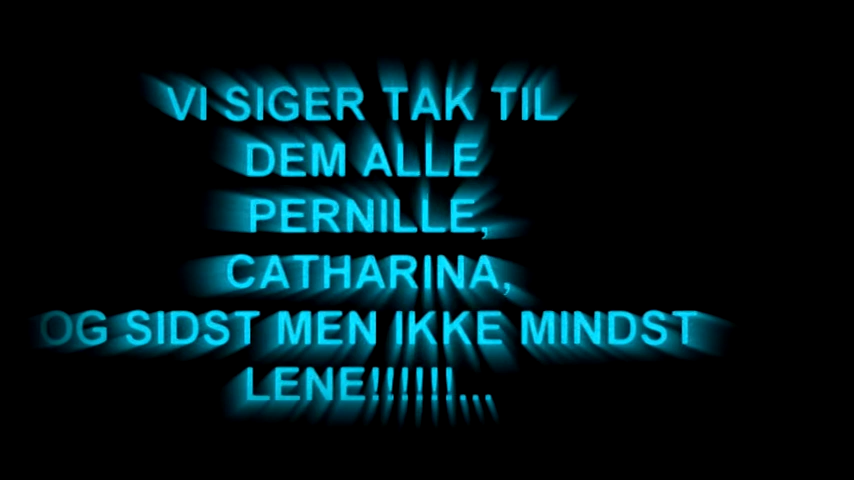 VI SIGER TAK TIL
DEM ALLE
PERNILLE,
CATHARINA,
OG SIDST MEN IKKE MINDST
LENE!!!!!!...